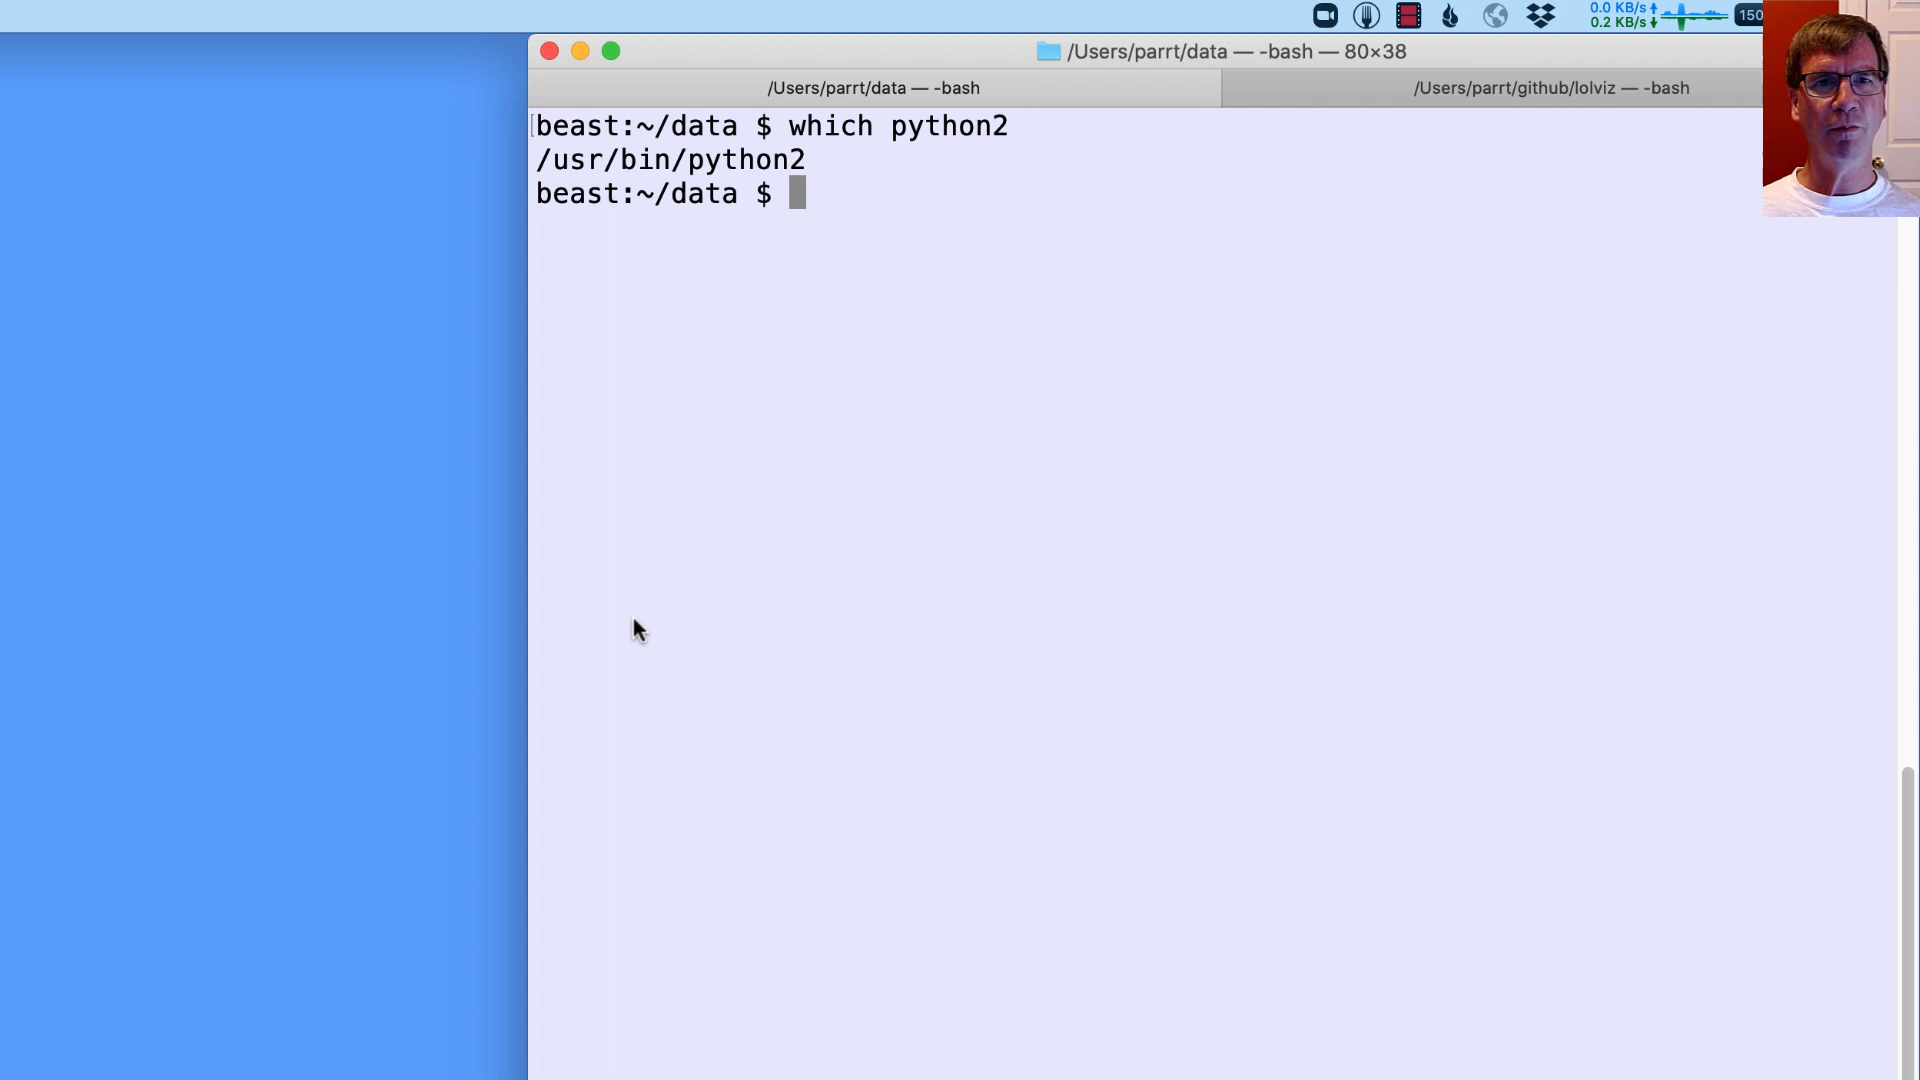 0.0 KB/s
0.2 KB/s
150
/Users/parrt/data — -bash — 80×38
/Users/parrt/data — -bash
/Users/parrt/github/lolviz — -bash
beast:~/data $ which python2
/usr/bin/python2
beast:~/data $